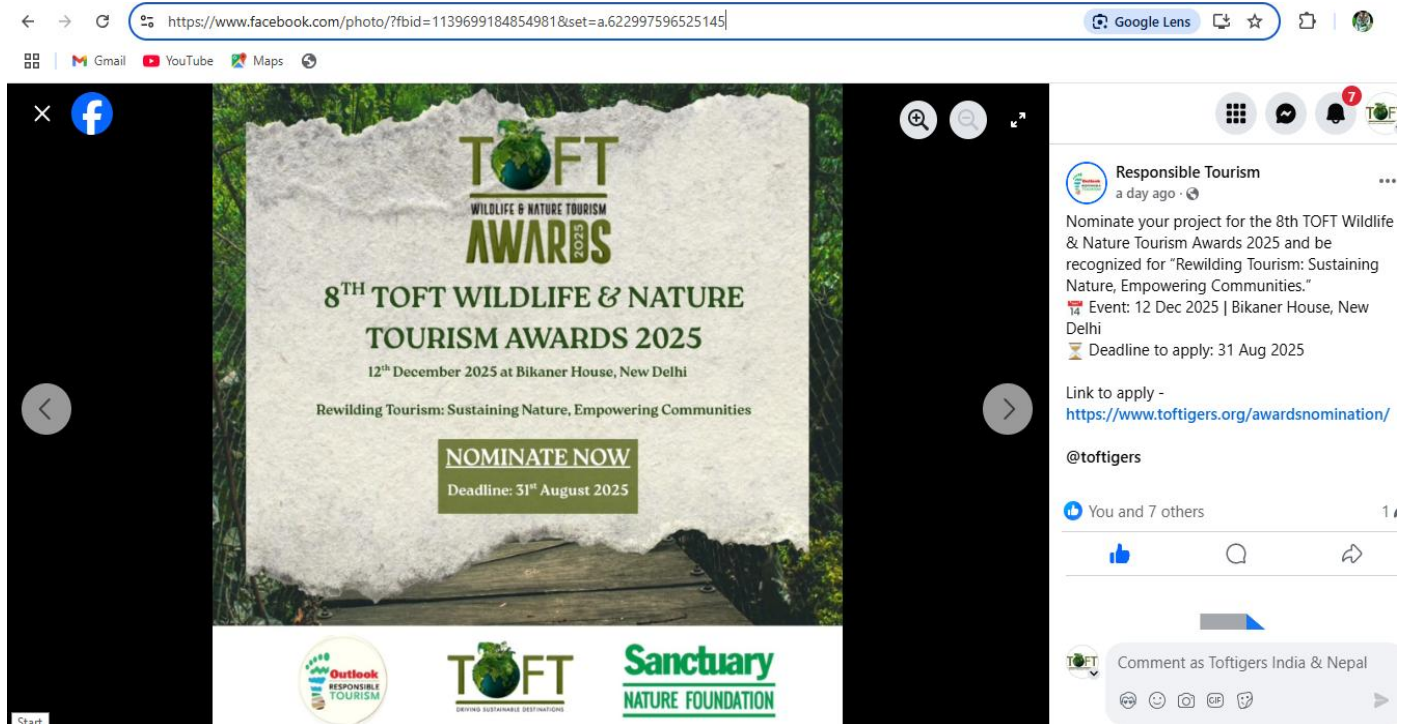 https://www.facebook.com/photo/?fbid=1139699184854981&set=a.622997596525145
Google Lens
Gmail
YouTube
Maps
TOFT
WILDLIFE & NATURE TOURISM
AWARDS 2025
8TH TOFT WILDLIFE & NATURE
TOURISM AWARDS 2025
12th December 2025 at Bikaner House, New Delhi
Rewilding Tourism: Sustaining Nature, Empowering Communities
NOMINATE NOW
Deadline: 31st August 2025
Outlook
RESPONSIBLE
TOURISM
TOFT
DRIVING SUSTAINABLE DESTINATIONS
Sanctuary
NATURE FOUNDATION
Start
7
TOF
Outlook
Responsible Tourism
a day ago ·
Nominate your project for the 8th TOFT Wildlife
& Nature Tourism Awards 2025 and be
recognized for “Rewilding Tourism: Sustaining
Nature, Empowering Communities.”
📅 Event: 12 Dec 2025 | Bikaner House, New
Delhi
⏳ Deadline to apply: 31 Aug 2025
Link to apply -
https://www.toftigers.org/awardsnomination/
@toftigers
You and 7 others
1
TOFT
Comment as Toftigers India & Nepal
GIF